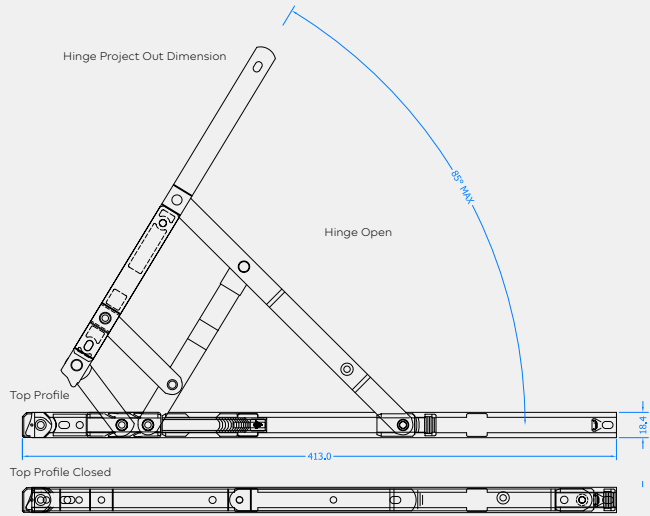 Hinge Project Out Dimension
85° MAX
Hinge Open
Top Profile
18.4
413.0
Top Profile Closed